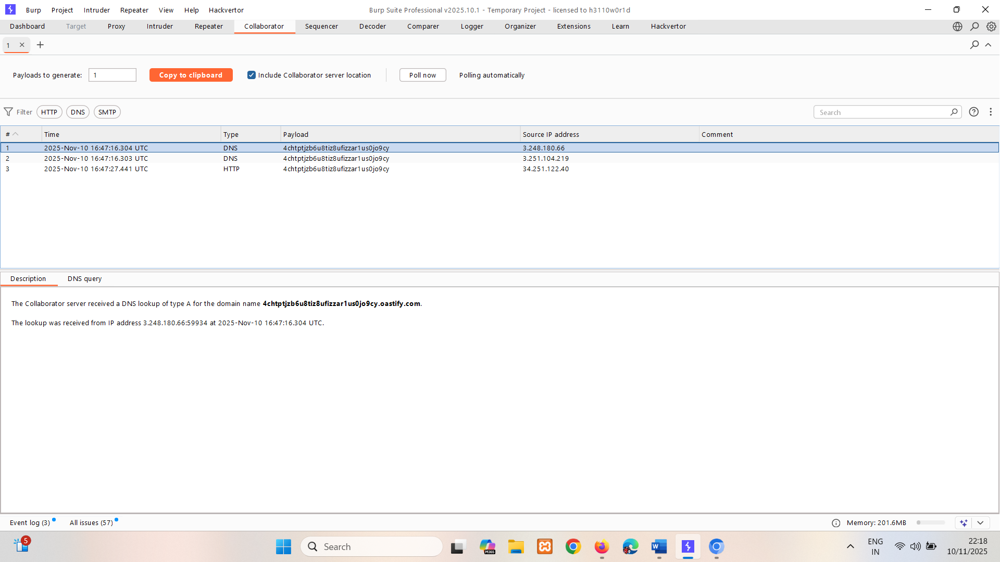 Burp Project Intruder Repeater View Help Hackvertor Burp Suite Professional v2025.10.1 - Temporary Project - licensed to h3110w0r1d
Dashboard Target Proxy Intruder Repeater Collaborator Sequencer Decoder Comparer Logger Organizer Extensions Learn Hackvertor
1
Payloads to generate: 1 Copy to clipboard Include Collaborator server location Poll now Polling automatically
Filter HTTP DNS SMTP Search
# Time Type Payload Source IP address Comment
1 2025-Nov-10 16:47:16.304 UTC DNS 4chtptjzb6u8tiz8ufizzar1us0jo9cy 3.248.180.66
2 2025-Nov-10 16:47:16.303 UTC DNS 4chtptjzb6u8tiz8ufizzar1us0jo9cy 3.251.104.219
3 2025-Nov-10 16:47:27.441 UTC HTTP 4chtptjzb6u8tiz8ufizzar1us0jo9cy 34.251.122.40
Description DNS query
The Collaborator server received a DNS lookup of type A for the domain name 4chtptjzb6u8tiz8ufizzar1us0jo9cy.oastify.com.
The lookup was received from IP address 3.248.180.66:59934 at 2025-Nov-10 16:47:16.304 UTC.
Event log (3) All issues (57) Memory: 201.6MB
5 Search M365 ENG 22:18
IN 10/11/2025